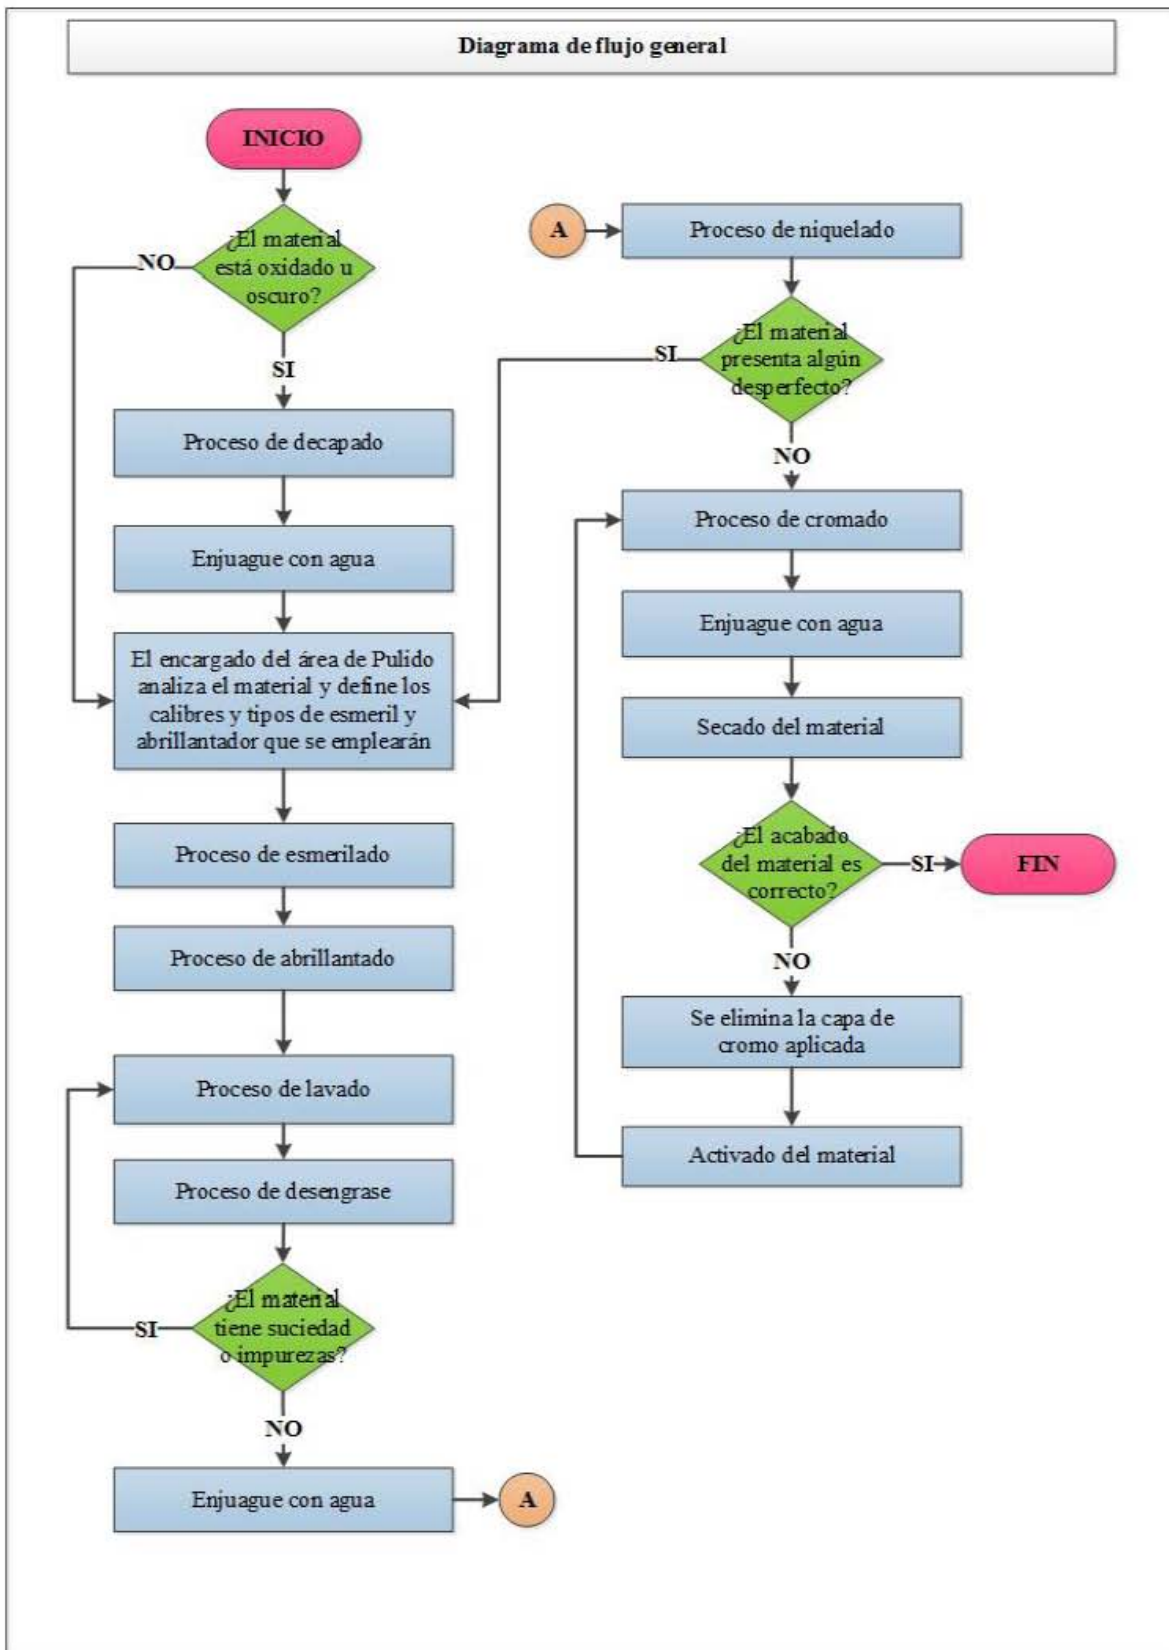 Diagrama de flujo general
INICIO
¿El material
está oxidado u
oscuro?
NO
SI
Proceso de decapado
Enjuague con agua
El encargado del área de Pulido
analiza el material y define los
calibres y tipos de esmeril y
abrillantador que se emplearán
Proceso de esmerilado
Proceso de abrillantado
Proceso de lavado
Proceso de desengrase
¿El material
tiene suciedad
o impurezas?
SI
NO
Enjuague con agua
A
A
Proceso de niquelado
¿El material
presenta algún
desperfecto?
SI
NO
Proceso de cromado
Enjuague con agua
Secado del material
¿El acabado
del material es
correcto?
SI
FIN
NO
Se elimina la capa de
cromo aplicada
Activado del material